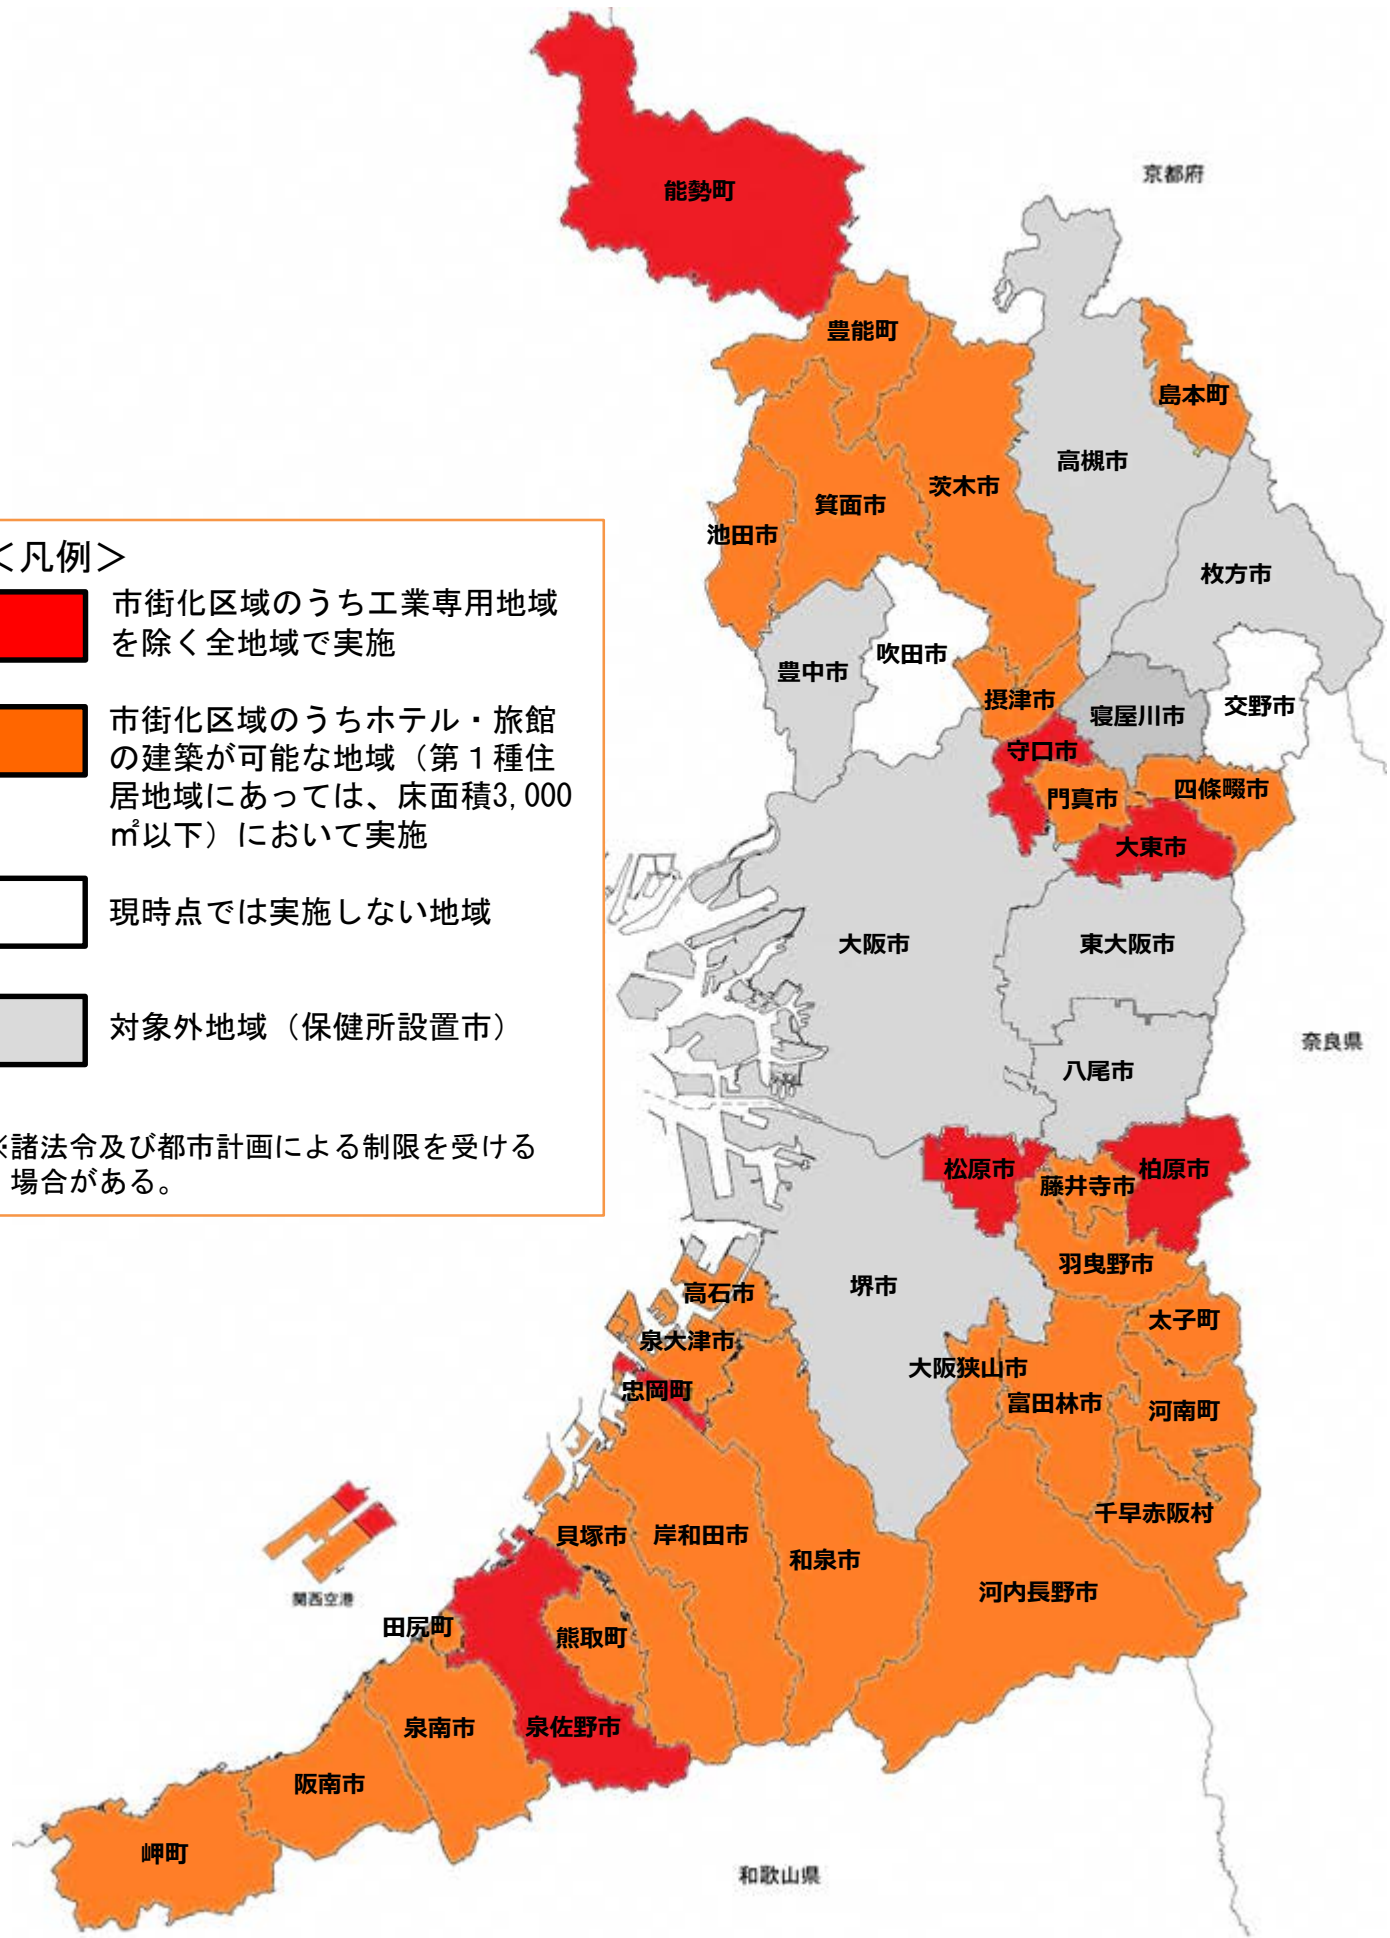 京都府
能勢町
豊能町
島本町
高槻市
茨木市
箕面市
池田市
枚方市
吹田市
豊中市
摂津市
寝屋川市
交野市
守口市
門真市
四條畷市
大東市
＜凡例＞
市街化区域のうち工業専用地域
を除く全地域で実施
市街化区域のうちホテル・旅館
の建築が可能な地域（第１種住
居地域にあっては、床面積3,000
㎡以下）において実施
現時点では実施しない地域
対象外地域（保健所設置市）
※諸法令及び都市計画による制限を受ける
場合がある。
大阪市
東大阪市
奈良県
八尾市
松原市
柏原市
藤井寺市
羽曳野市
堺市
高石市
太子町
泉大津市
大阪狭山市
忠岡町
富田林市
河南町
千早赤阪村
貝塚市
岸和田市
和泉市
河内長野市
関西空港
田尻町
熊取町
泉南市
泉佐野市
阪南市
岬町
和歌山県